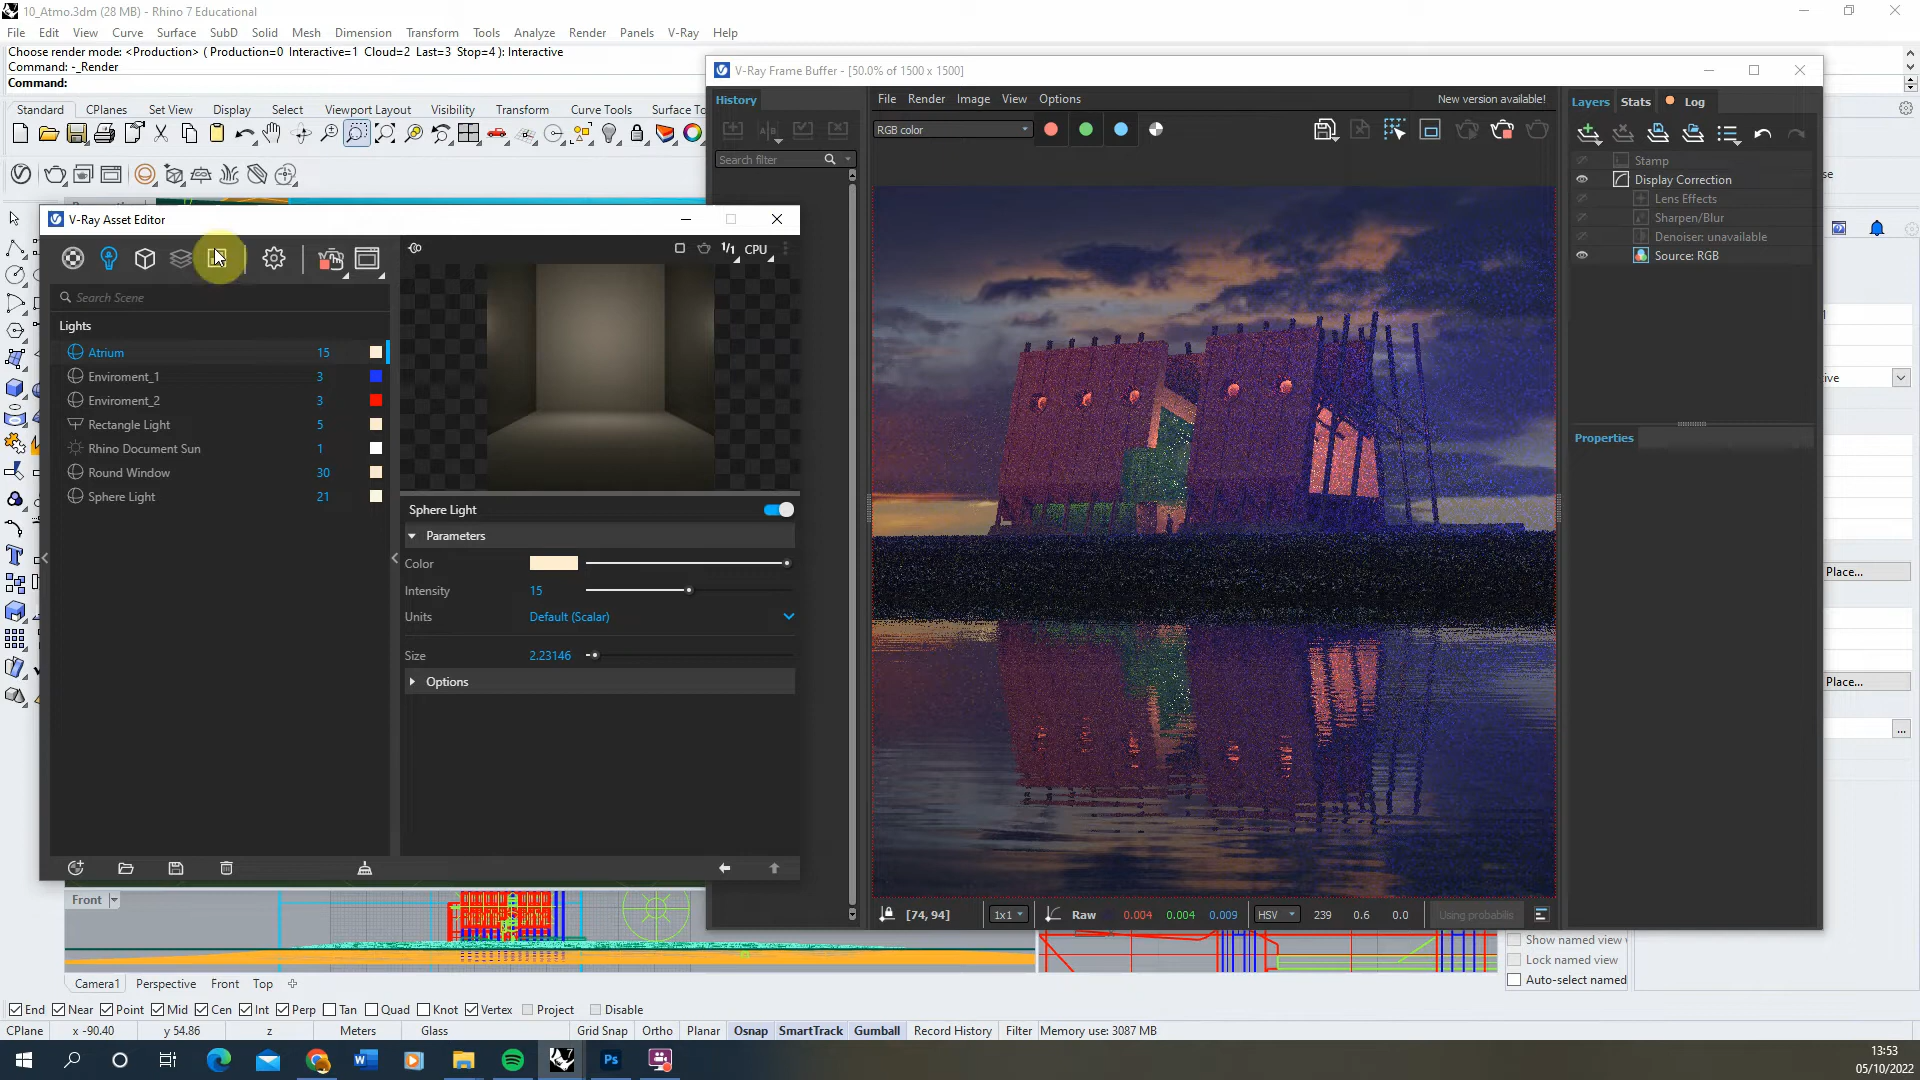 10_Atmo.3dm (28 MB) - Rhino 7 Educational
File Edit View Curve Surface SubD Solid Mesh Dimension Transform Tools Analyze Render Panels V-Ray Help
Choose render mode: <Production> ( Production=0 Interactive=1 Cloud=2 Last=3 Stop=4 ): Interactive
Command: -_Render
Command:
Standard CPlanes Set View Display Select Viewport Layout Visibility Transform Curve Tools Surface To
V-Ray Frame Buffer - [50.0% of 1500 x 1500]
History
File Render Image View Options
New version available!
Layers Stats Log
RGB color
Search filter
Stamp
Display Correction
Lens Effects
Sharpen/Blur
Denoiser: unavailable
Source: RGB
Properties
V-Ray Asset Editor
1/1 CPU
Search Scene
Lights
Atrium 15
Enviroment_1 3
Enviroment_2 3
Rectangle Light 5
Rhino Document Sun 1
Round Window 30
Sphere Light 21
Sphere Light
Parameters
Color
Intensity 15
Units Default (Scalar)
Size 2.23146
Options
Place...
Place...
...
[74, 94]
1x1
Raw 0.004 0.004 0.009
HSV 239 0.6 0.0
Using probabilis
Front
Show named view
Lock named view
Auto-select named
Camera1 Perspective Front Top
End Near Point Mid Cen Int Perp Tan Quad Knot Vertex Project Disable
CPlane x -90.40 y 54.86 z Meters Glass Grid Snap Ortho Planar Osnap SmartTrack Gumball Record History Filter Memory use: 3087 MB
13:53
05/10/2022